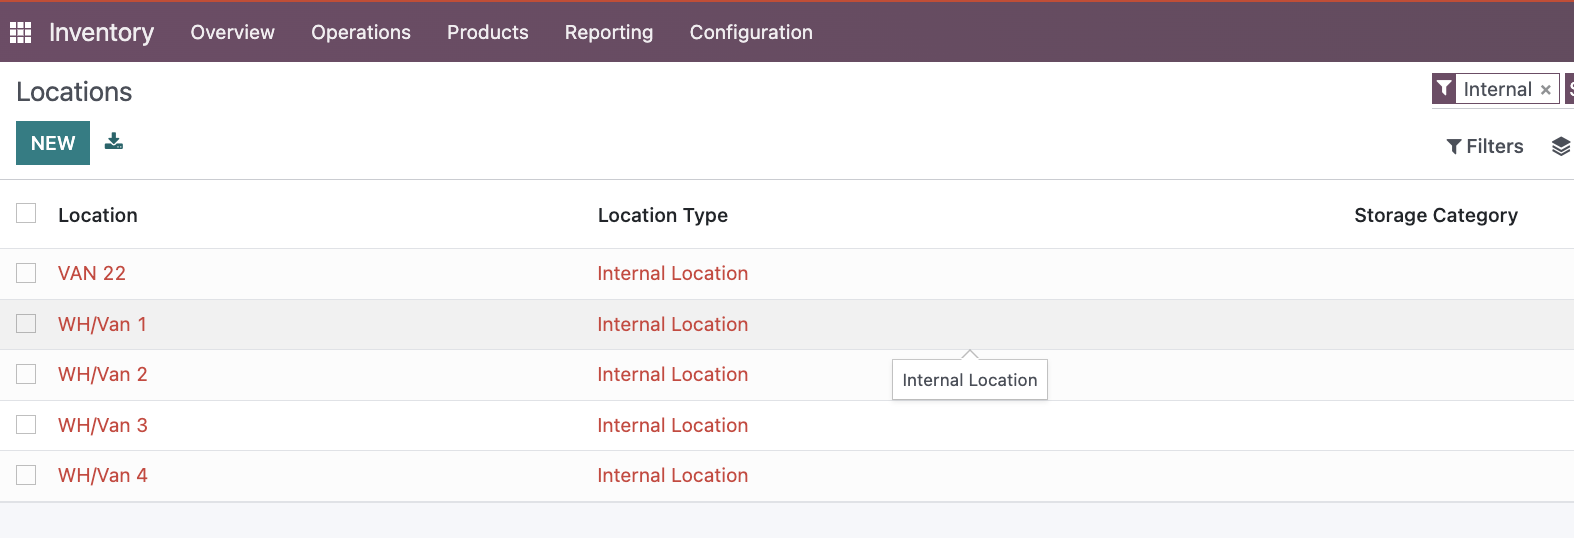 Inventory Overview Operations Products Reporting Configuration
Locations
Internal ×
NEW
Filters
Location Location Type Storage Category
VAN 22 Internal Location
WH/Van 1 Internal Location
WH/Van 2 Internal Location
Internal Location
WH/Van 3 Internal Location
WH/Van 4 Internal Location